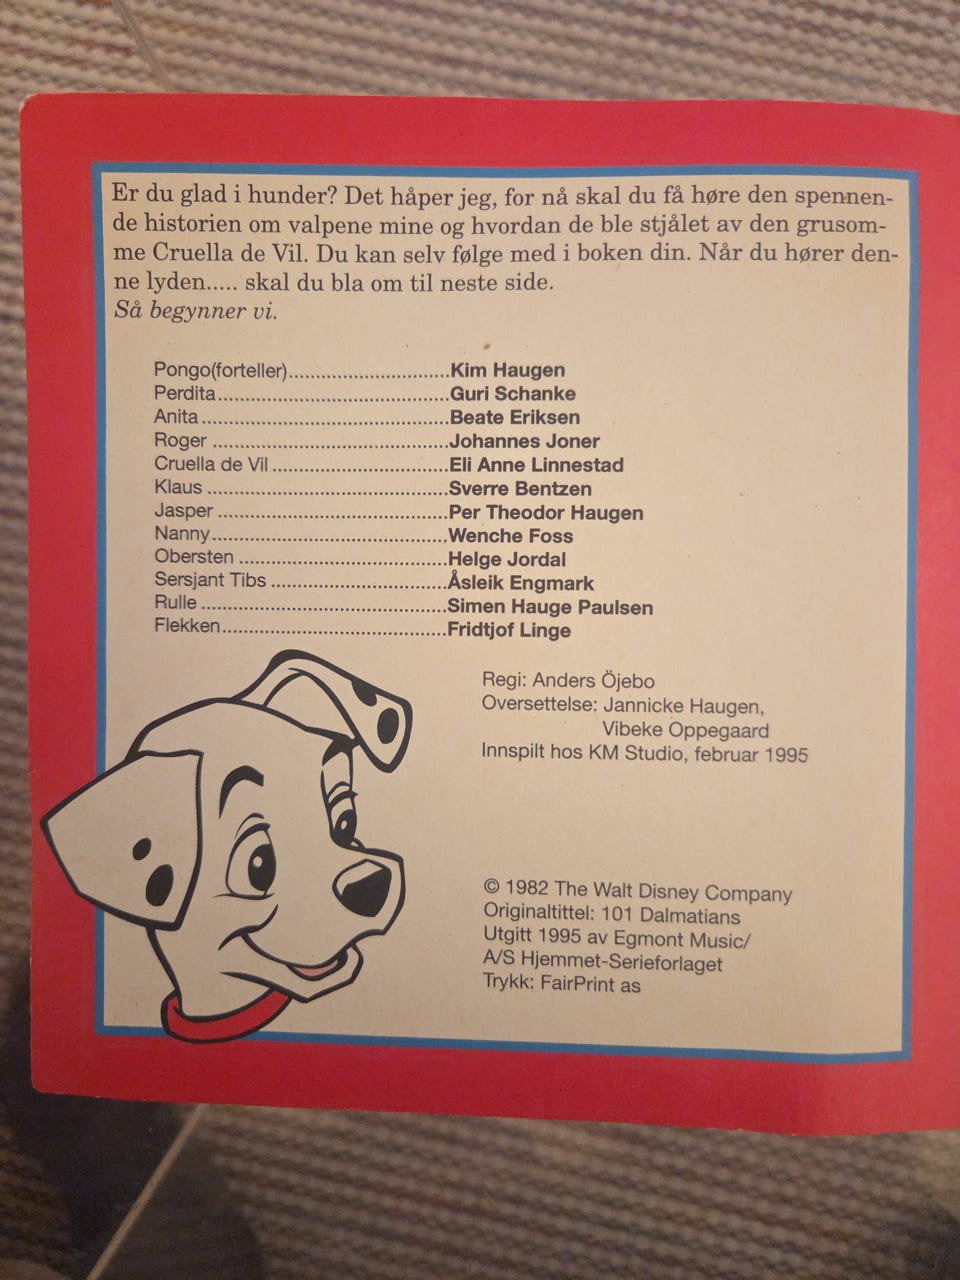 Er du glad i hunder? Det håper jeg, for nå skal du få høre den spennen-
de historien om valpene mine og hvordan de ble stjålet av den grusom-
me Cruella de Vil. Du kan selv følge med i boken din. Når du hører den-
ne lyden..... skal du bla om til neste side.
Så begynner vi.
Pongo(forteller)..............................Kim Haugen
Perdita...........................................Guri Schanke
Anita..............................................Beate Eriksen
Roger ............................................Johannes Joner
Cruella de Vil.................................Eli Anne Linnestad
Klaus .............................................Sverre Bentzen
Jasper ...........................................Per Theodor Haugen
Nanny............................................Wenche Foss
Obersten .......................................Helge Jordal
Sersjant Tibs .................................Åsleik Engmark
Rulle ..............................................Simen Hauge Paulsen
Flekken..........................................Fridtjof Linge
Regi: Anders Öjebo
Oversettelse: Jannicke Haugen,
Vibeke Oppegaard
Innspilt hos KM Studio, februar 1995
© 1982 The Walt Disney Company
Originaltittel: 101 Dalmatians
Utgitt 1995 av Egmont Music/
A/S Hjemmet-Serieforlaget
Trykk: FairPrint as